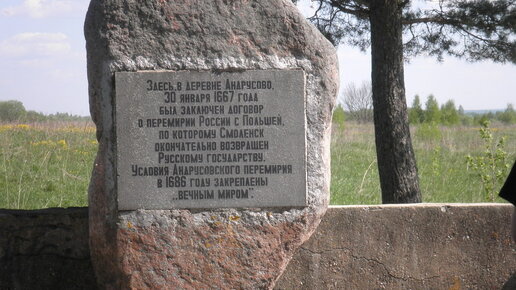 Здесь, в деревне Андрусово,
30 января 1667 года
был заключен договор
о перемирии России с Польшей,
по которому Смоленск
окончательно возвращен
Русскому государству.
Условия Андрусовского перемирия
в 1686 году закреплены
„вечным миром".